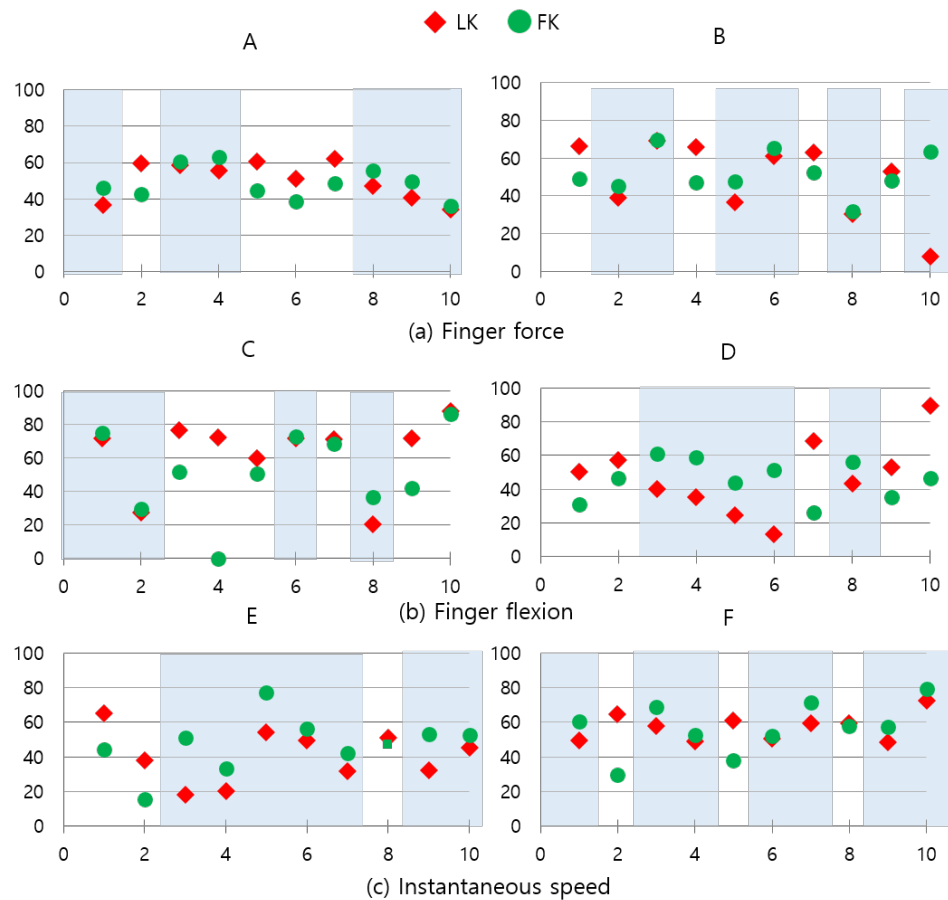 LK FK
A B
100 100
80 80
60 60
40 40
20 20
0 0
0 2 4 6 8 10 0 2 4 6 8 10
(a) Finger force
C D
100 100
80 80
60 60
40 40
20 20
0 0
0 2 4 6 8 10 0 2 4 6 8 10
(b) Finger flexion
E F
100 100
80 80
60 60
40 40
20 20
0 0
0 2 4 6 8 10 0 2 4 6 8 10
(c) Instantaneous speed